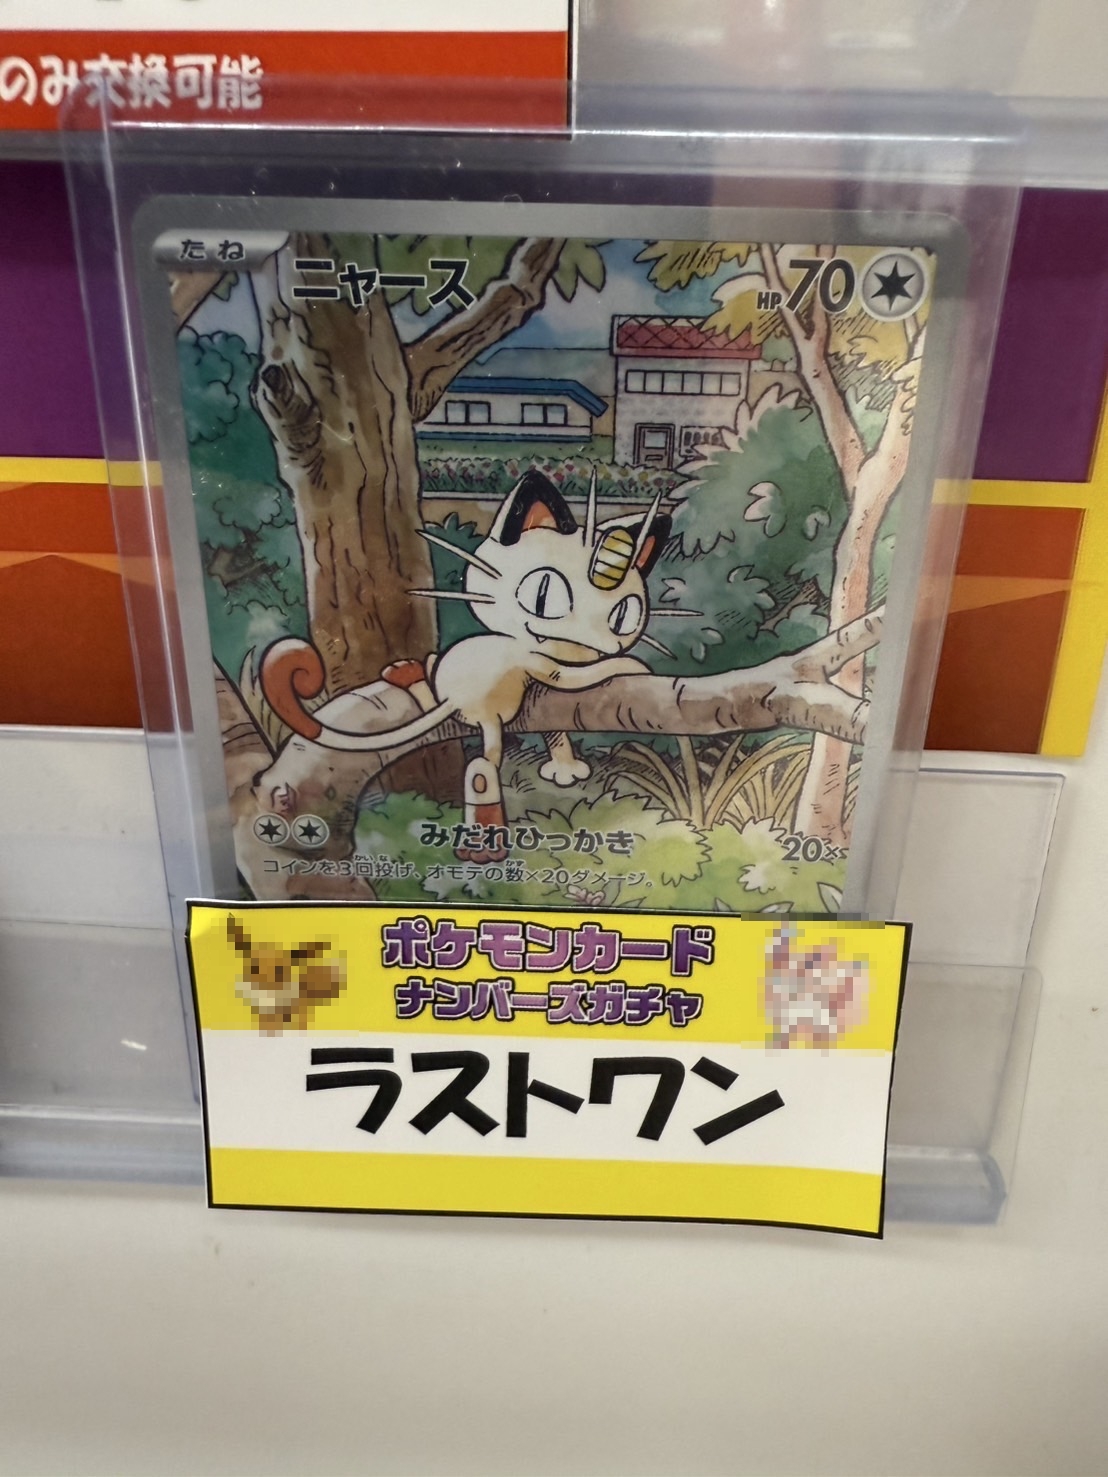 のみ交換可能
たね
ニャース
HP70
みだれひっかき 20×
コインを3回投げ、オモテの数×20ダメージ。
ポケモンカード
ナンバーズガチャ
ラストワン